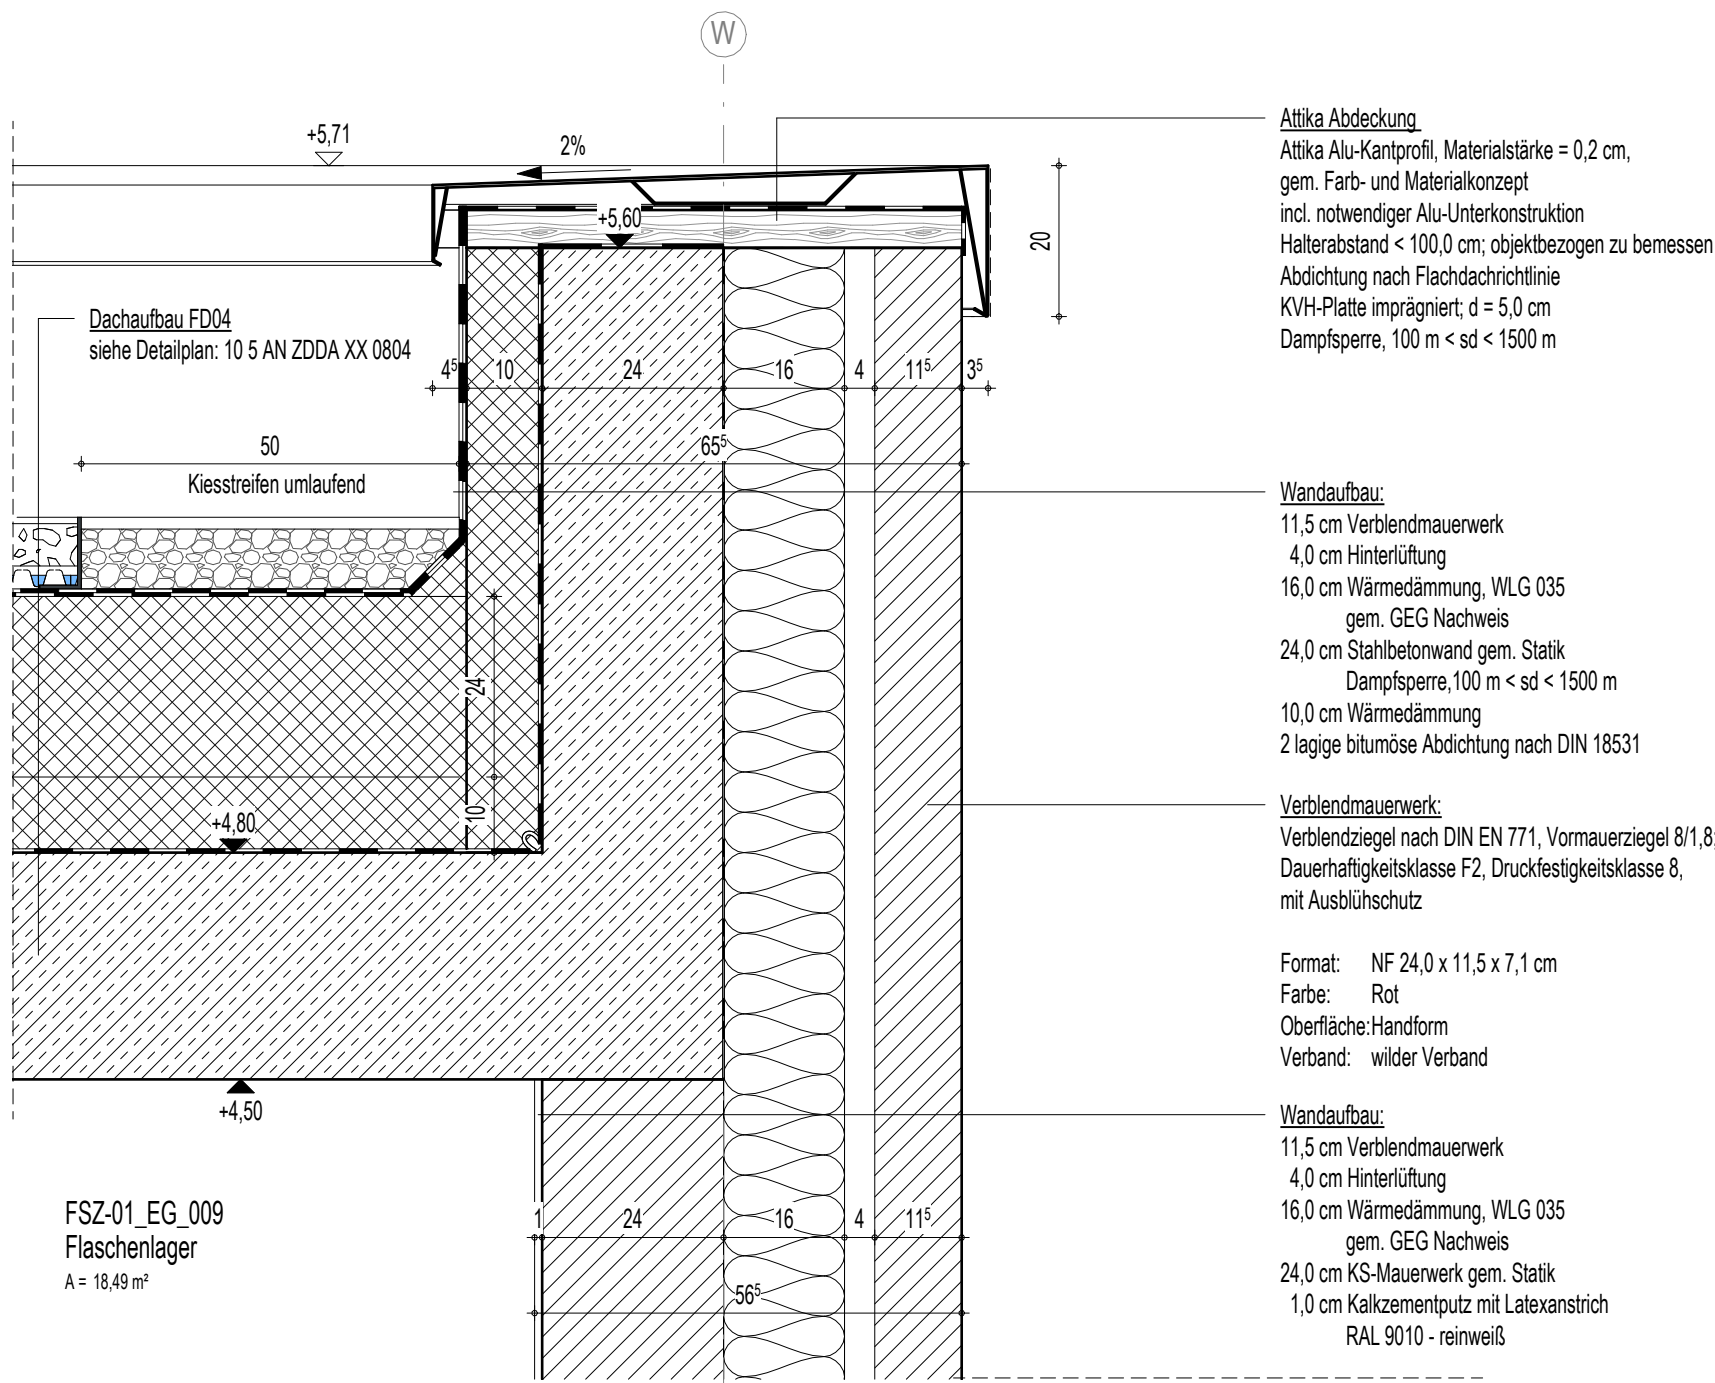 W
+5,71
2%
+5,60
20
Attika Abdeckung
Attika Alu-Kantprofil, Materialstärke = 0,2 cm,
gem. Farb- und Materialkonzept
incl. notwendiger Alu-Unterkonstruktion
Halterabstand < 100,0 cm; objektbezogen zu bemessen
Abdichtung nach Flachdachrichtlinie
KVH-Platte imprägniert; d = 5,0 cm
Dampfsperre, 100 m < sd < 1500 m
Dachaufbau FD04
siehe Detailplan: 10 5 AN ZDDA XX 0804
4⁵ 10 24 16 4 11⁵ 3⁵
50
65⁵
Kiesstreifen umlaufend
Wandaufbau:
11,5 cm Verblendmauerwerk
4,0 cm Hinterlüftung
16,0 cm Wärmedämmung, WLG 035
gem. GEG Nachweis
24,0 cm Stahlbetonwand gem. Statik
Dampfsperre,100 m < sd < 1500 m
10,0 cm Wärmedämmung
2 lagige bitumöse Abdichtung nach DIN 18531
24
10
+4,80
Verblendmauerwerk:
Verblendziegel nach DIN EN 771, Vormauerziegel 8/1,8;
Dauerhaftigkeitsklasse F2, Druckfestigkeitsklasse 8,
mit Ausblühschutz
Format: NF 24,0 x 11,5 x 7,1 cm
Farbe: Rot
Oberfläche: Handform
Verband: wilder Verband
+4,50
Wandaufbau:
11,5 cm Verblendmauerwerk
4,0 cm Hinterlüftung
16,0 cm Wärmedämmung, WLG 035
gem. GEG Nachweis
24,0 cm KS-Mauerwerk gem. Statik
1,0 cm Kalkzementputz mit Latexanstrich
RAL 9010 - reinweiß
FSZ-01_EG_009
Flaschenlager
A = 18,49 m²
1 24 16 4 11⁵
56⁵